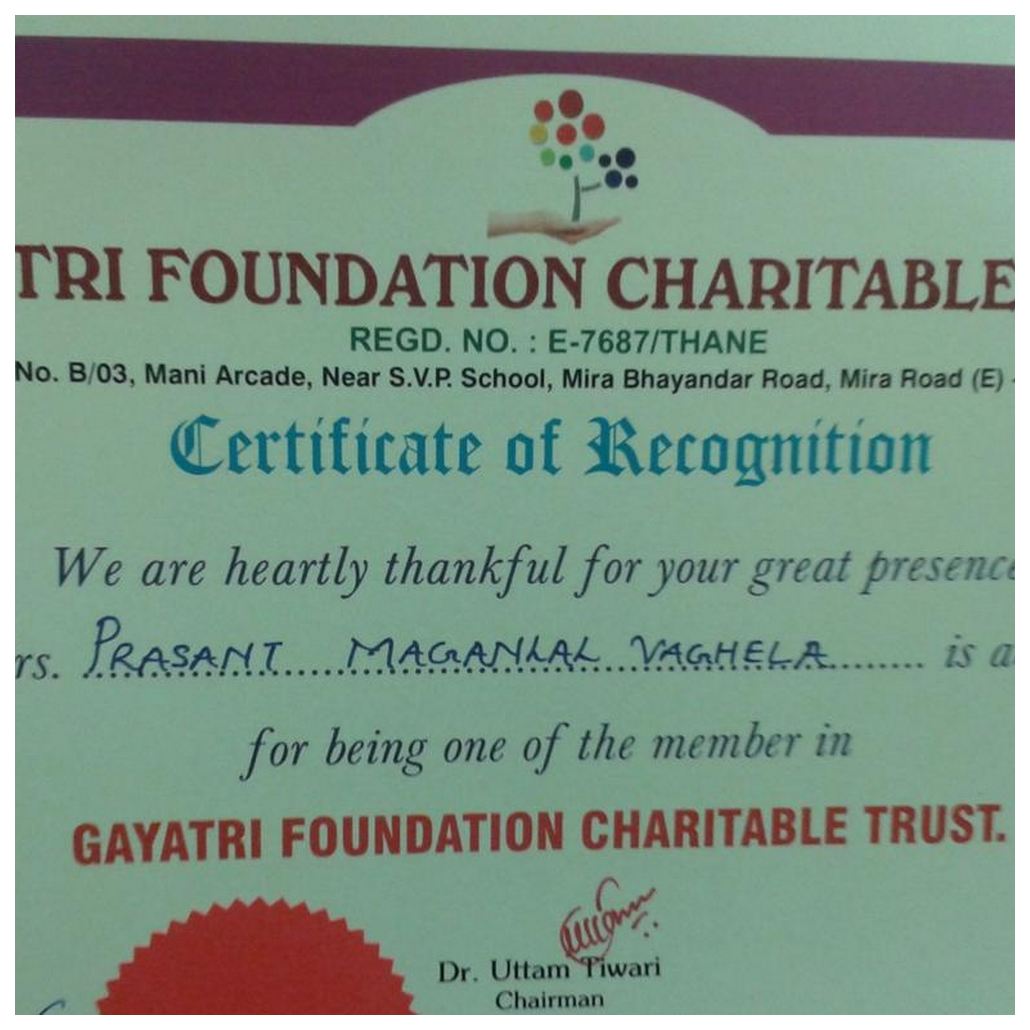 TRI FOUNDATION CHARITABLE
REGD. NO. : E-7687/THANE
No. B/03, Mani Arcade, Near S.V.P. School, Mira Bhayandar Road, Mira Road (E) -
Certificate of Recognition
We are heartly thankful for your great presence
rs. PRASANT MAGANLAL VAGHELA is a
for being one of the member in
GAYATRI FOUNDATION CHARITABLE TRUST.
Dr. Uttam Tiwari
Chairman